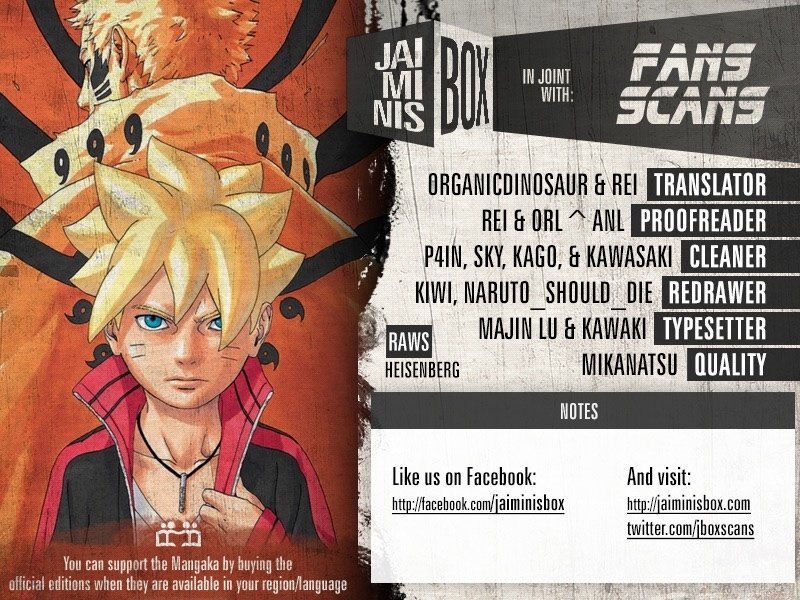 JAI
MI
NIS
BOX
IN JOINT
WITH:
FANS
SCANS
ORGANICDINOSAUR & REI TRANSLATOR
REI & ORL ^ ANL PROOFREADER
P4IN, SKY, KAGO, & KAWASAKI CLEANER
KIWI, NARUTO_SHOULD_DIE REDRAWER
MAJIN LU & KAWAKI TYPESETTER
MIKANATSU QUALITY
RAWS
HEISENBERG
NOTES
Like us on Facebook:
http://facebook.com/jaiminisbox
And visit:
http://jaiminisbox.com
twitter.com/jboxscans
You can support the Mangaka by buying the
official editions when they are available in your region/language